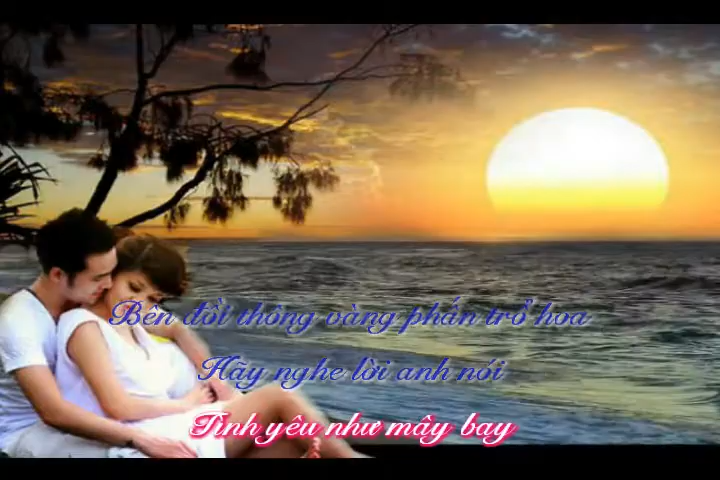 Bên đồi thông vàng phấn trổ hoa
Hãy nghe lời anh nói
Tình yêu như mây bay